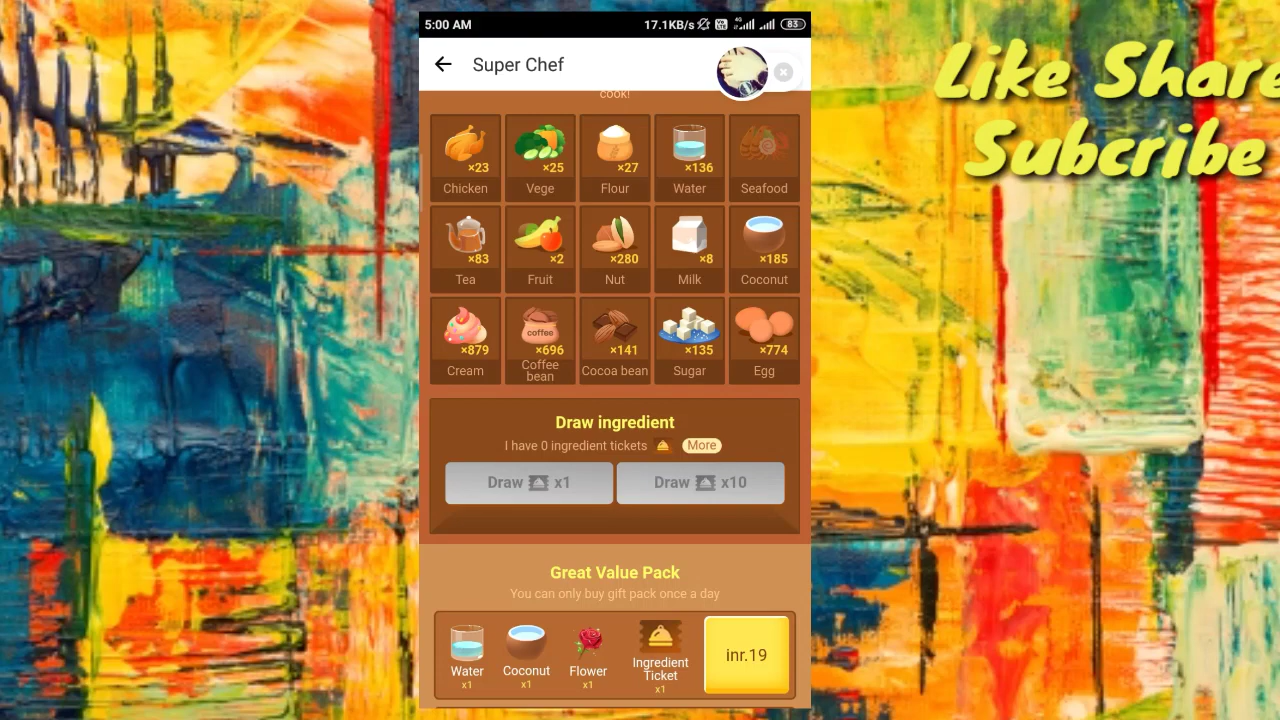 5:00 AM 17.1KB/s Vo LTE 4G 83
Super Chef
cook!
×23 ×25 ×27 ×136
Chicken Vege Flour Water Seafood
×83 ×2 ×280 ×8 ×185
Tea Fruit Nut Milk Coconut
coffee
×879 ×696 ×141 ×135 ×774
Cream Coffee bean Cocoa bean Sugar Egg
Draw ingredient
I have 0 ingredient tickets More
Draw x1 Draw x10
Great Value Pack
You can only buy gift pack once a day
Water Coconut Flower Ingredient Ticket
x1 x1 x1 x1
inr.19
Like Share
Subcribe